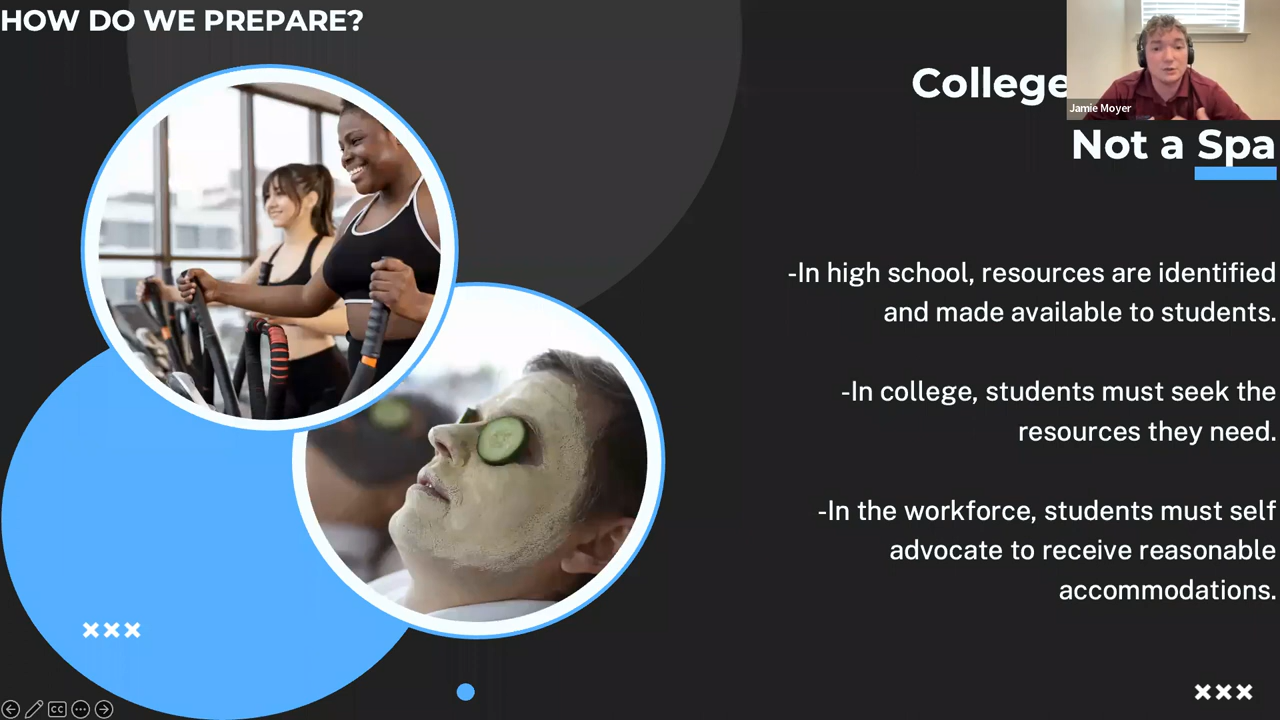 HOW DO WE PREPARE?
College
Jamie Moyer
Not a Spa
-In high school, resources are identified
and made available to students.
-In college, students must seek the
resources they need.
-In the workforce, students must self
advocate to receive reasonable
accommodations.
CC